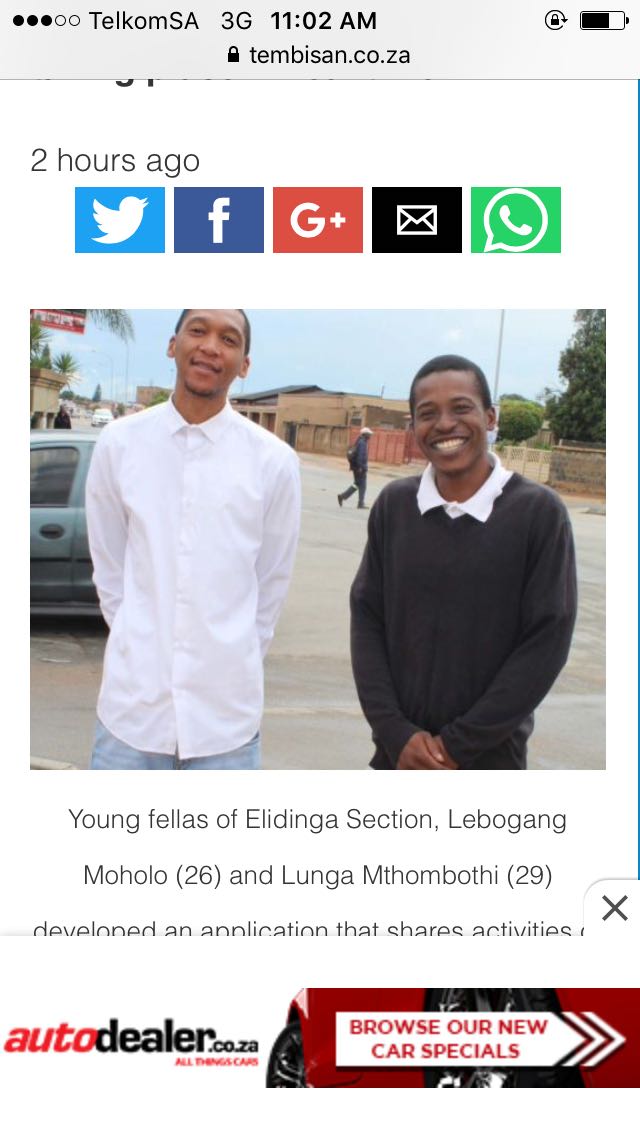 TelkomSA 3G 11:02 AM
tembisan.co.za
2 hours ago
G+
Young fellas of Elidinga Section, Lebogang
Moholo (26) and Lunga Mthombothi (29)
developed an application that shares activities
autodealer.co.za
ALL THINGS CARS
BROWSE OUR NEW
CAR SPECIALS